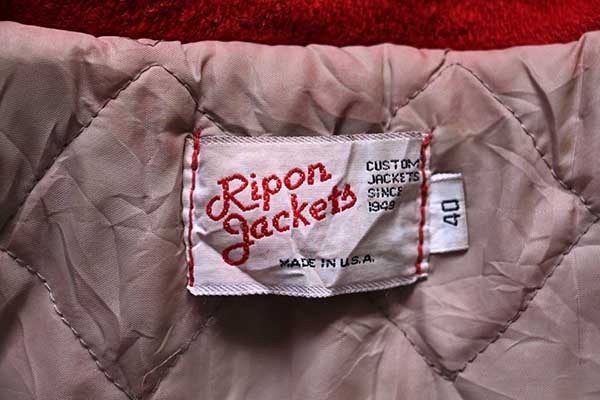 Ripon
Jackets
CUSTOM
JACKETS
SINCE
1949
MADE IN U.S.A.
40